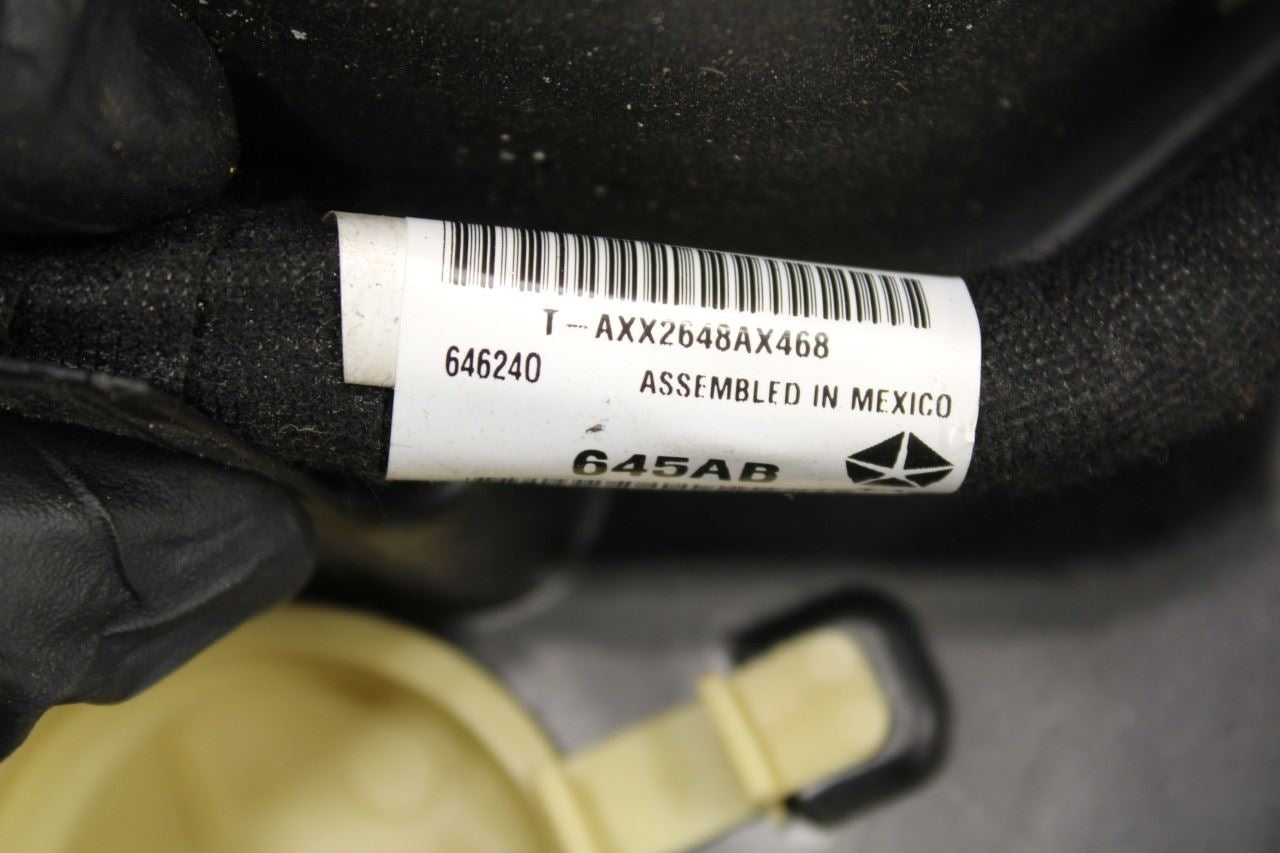 T-AXX2648AX468
646240
ASSEMBLED IN MEXICO
645AB